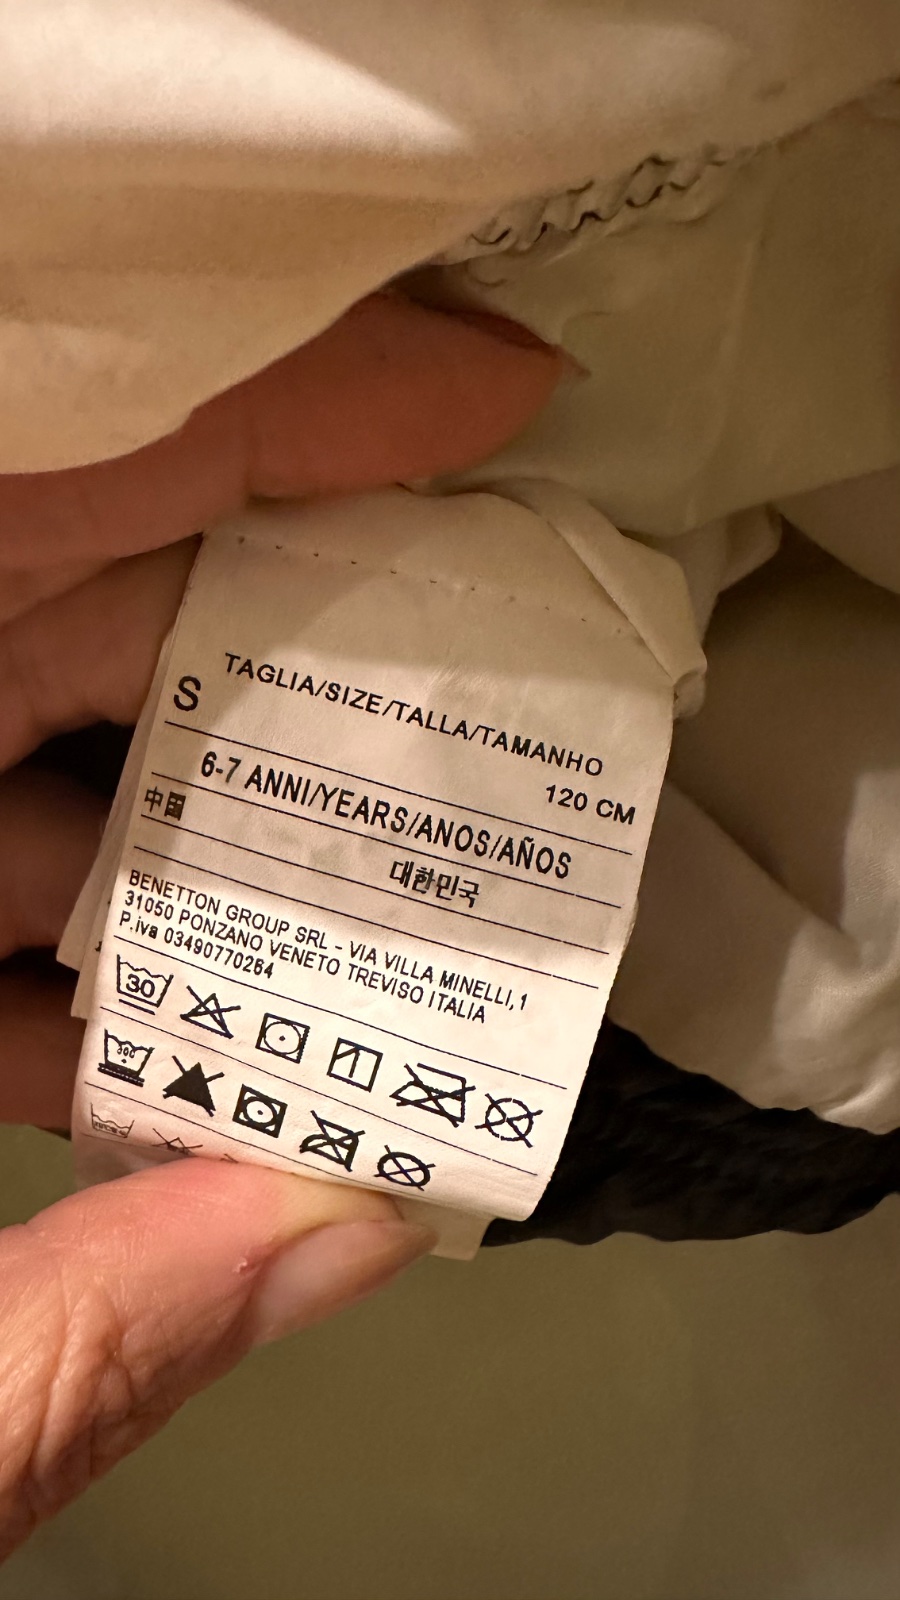 TAGLIA/SIZE/TALLA/TAMANHO
S
120 CM
6-7 ANNI/YEARS/ANOS/AÑOS
中国
대한민국
BENETTON GROUP SRL - VIA VILLA MINELLI,1
31050 PONZANO VENETO TREVISO ITALIA
P.iva 03490770264
30